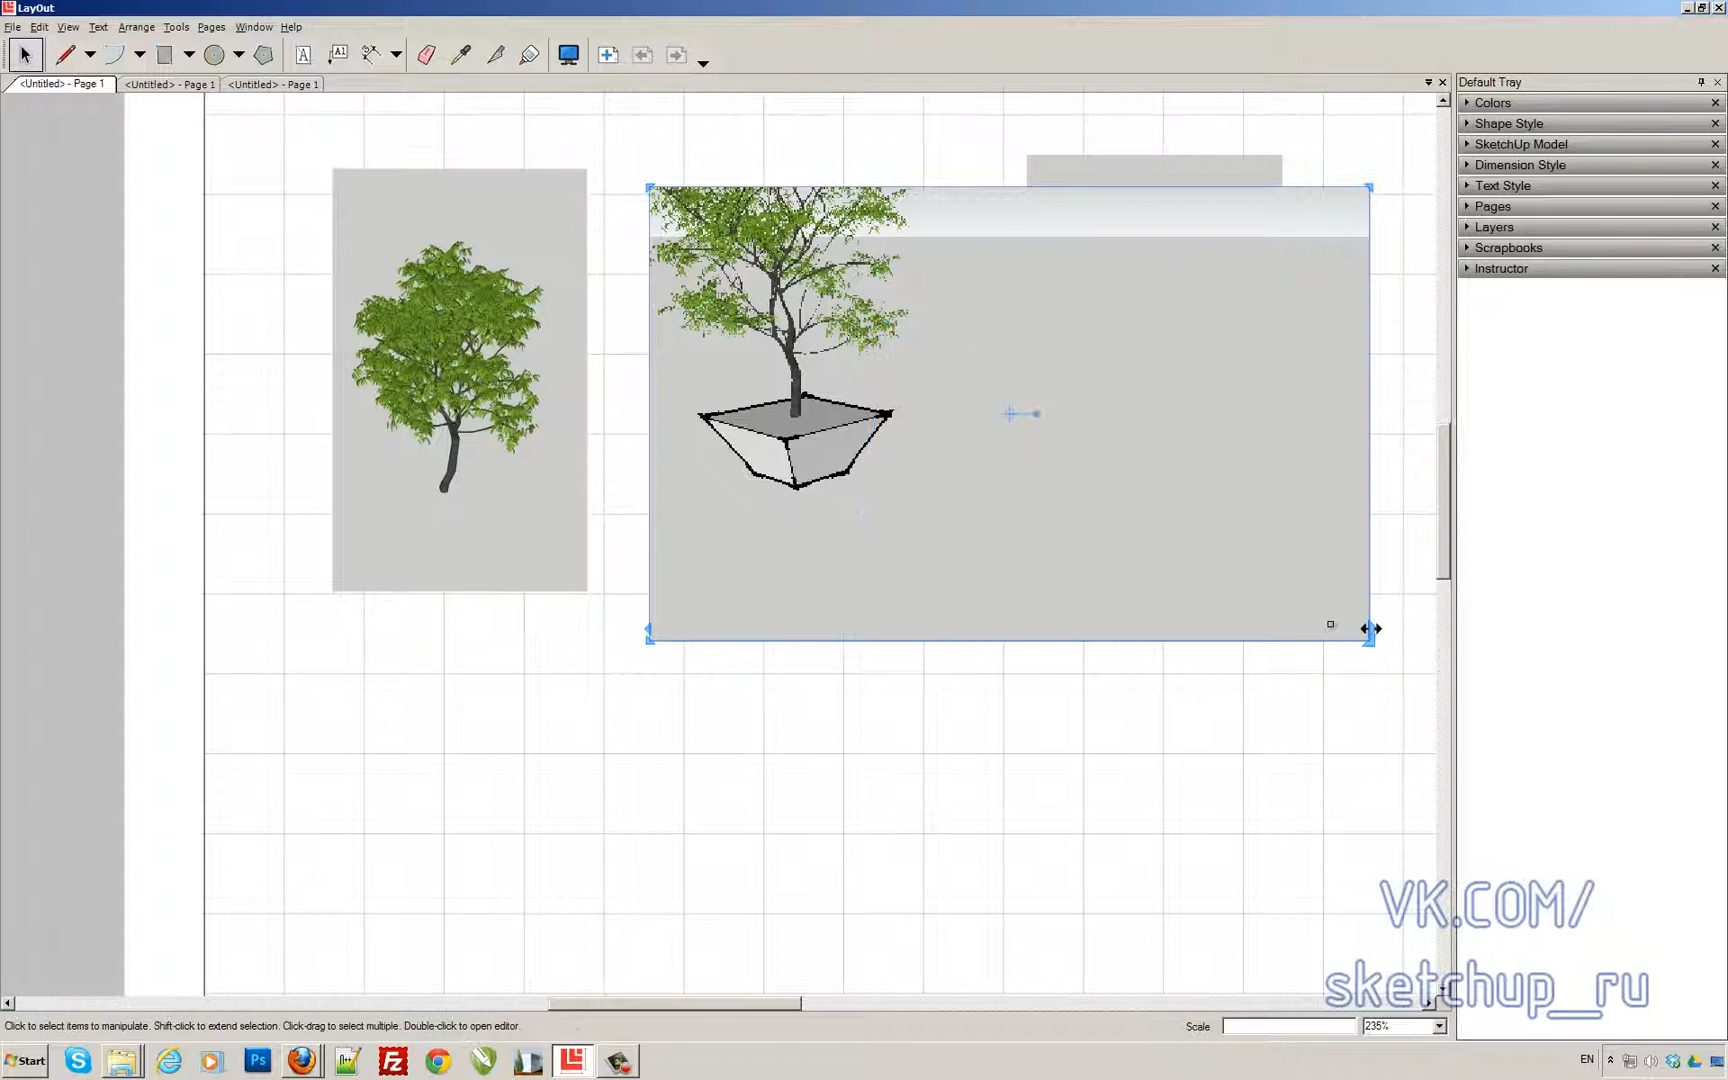 LayOut
File Edit View Text Arrange Tools Pages Window Help
A A1
<Untitled> - Page 1 <Untitled> - Page 1 <Untitled> - Page 1
Default Tray
Colors
Shape Style
SketchUp Model
Dimension Style
Text Style
Pages
Layers
Scrapbooks
Instructor
VK.COM/
sketchup_ru
Click to select items to manipulate. Shift-click to extend selection. Click-drag to select multiple. Double-click to open editor.
Scale 235%
Start Ps Fz EN